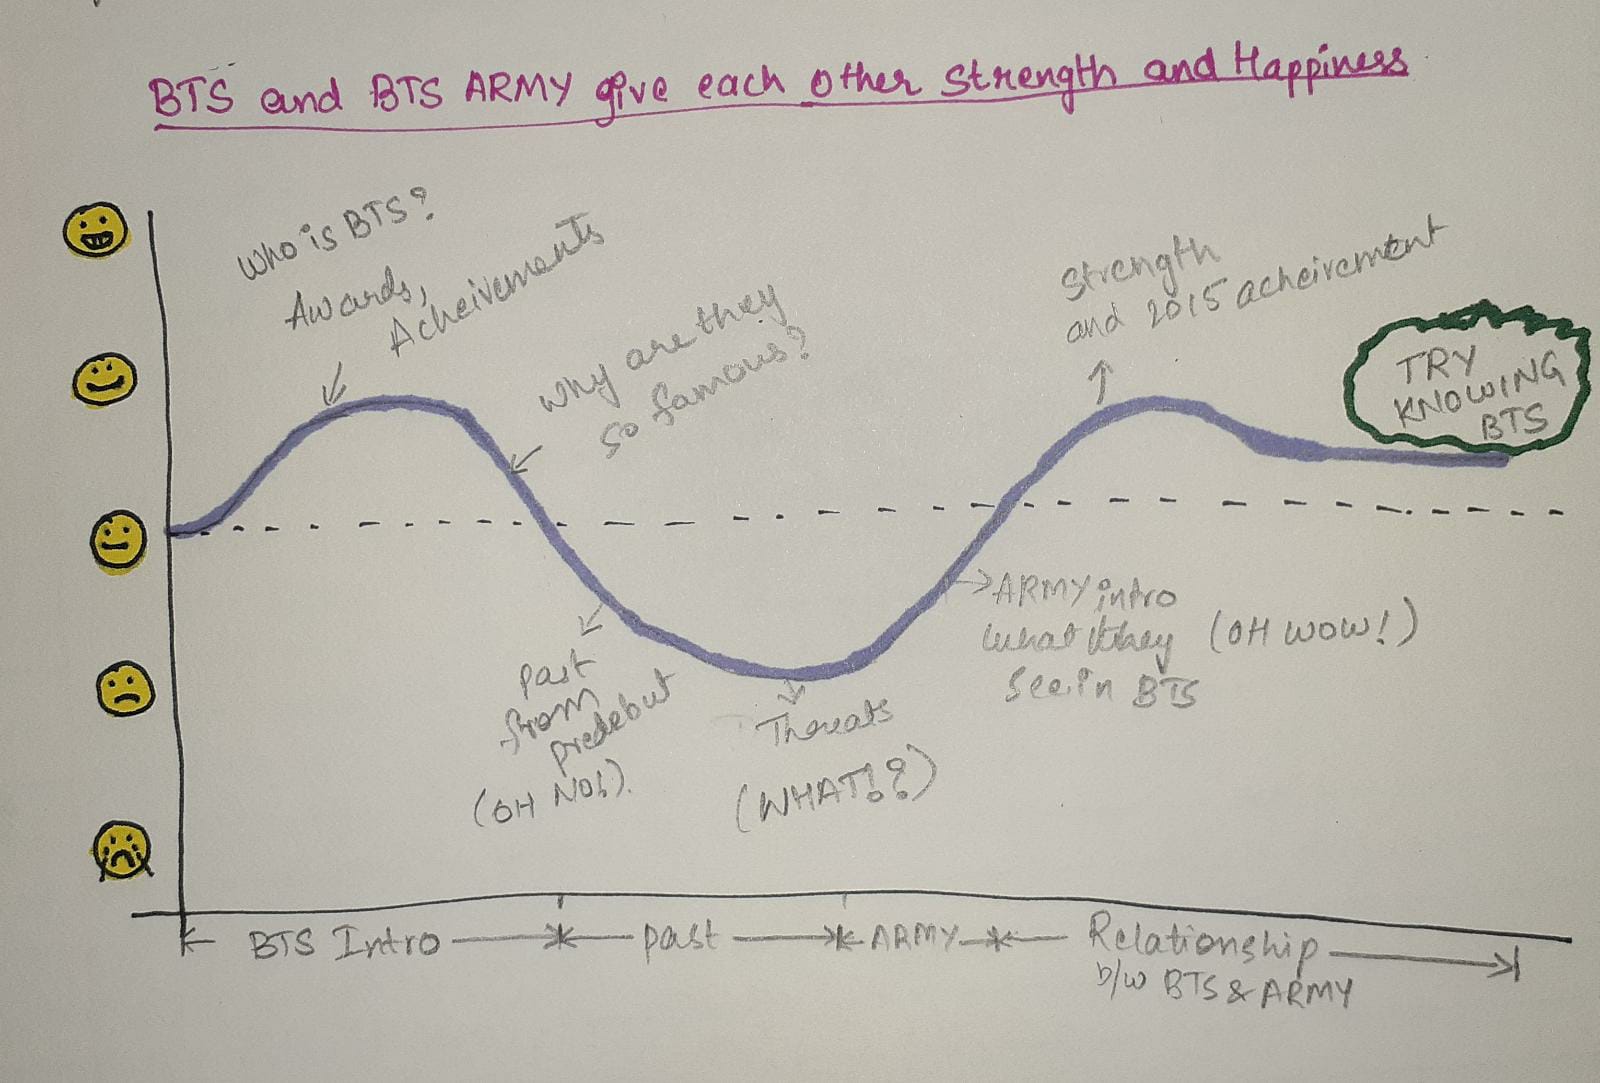 BTS and BTS ARMY give each other Strength and Happiness
Who is BTS?
Awards,
Acheivements
Why are they
so famous?
Strength
and 2015 acheivement
TRY
KNOWING
BTS
ARMY intro
what they (OH WOW!)
see in BTS
Past
from
predebut
(OH NO!).
Threats
(WHAT!?)
BTS Intro
past
ARMY
Relationship
b/w BTS & ARMY